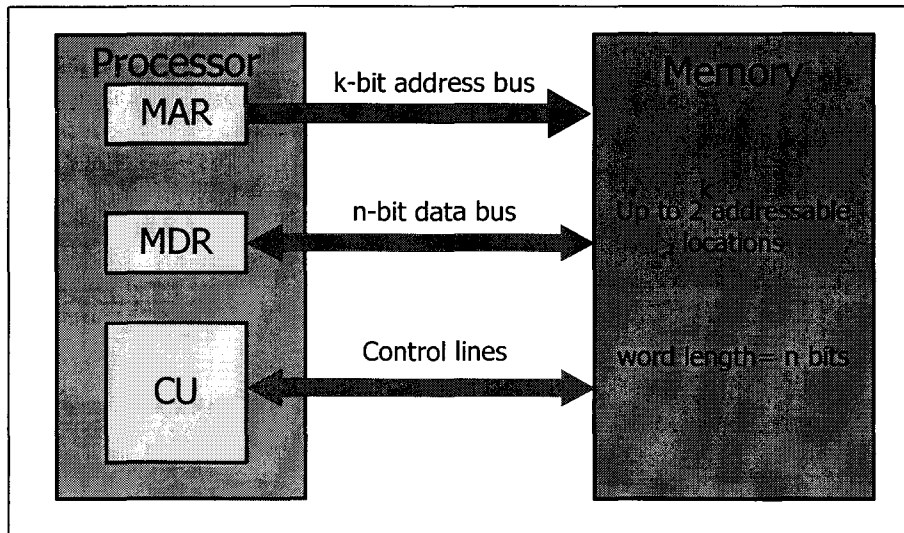 Processor
MAR
k-bit address bus
MDR
n-bit data bus
CU
Control lines
Memory
k
Up to 2 addressable
locations
word length= n bits